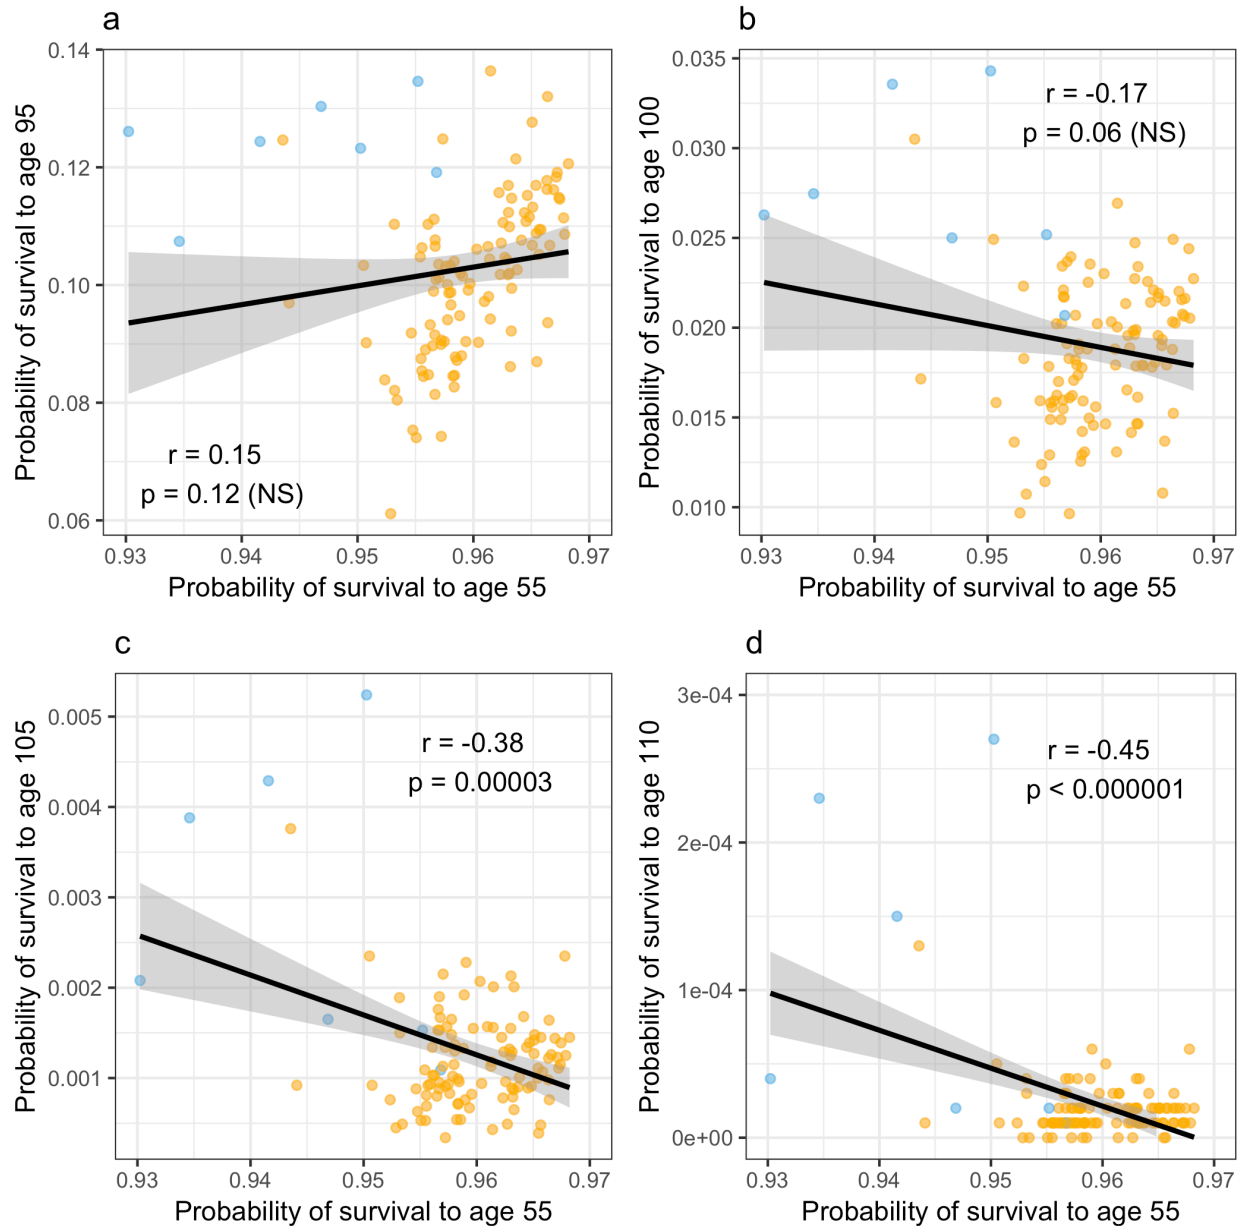 a
Probability of survival to age 95
0.14
0.12
0.10
0.08
0.06
r = 0.15
p = 0.12 (NS)
0.93 0.94 0.95 0.96 0.97
Probability of survival to age 55
b
Probability of survival to age 100
0.035
0.030
0.025
0.020
0.015
0.010
r = -0.17
p = 0.06 (NS)
0.93 0.94 0.95 0.96 0.97
Probability of survival to age 55
c
Probability of survival to age 105
0.005
0.004
0.003
0.002
0.001
r = -0.38
p = 0.00003
0.93 0.94 0.95 0.96 0.97
Probability of survival to age 55
d
Probability of survival to age 110
3e-04
2e-04
1e-04
0e+00
r = -0.45
p < 0.000001
0.93 0.94 0.95 0.96 0.97
Probability of survival to age 55